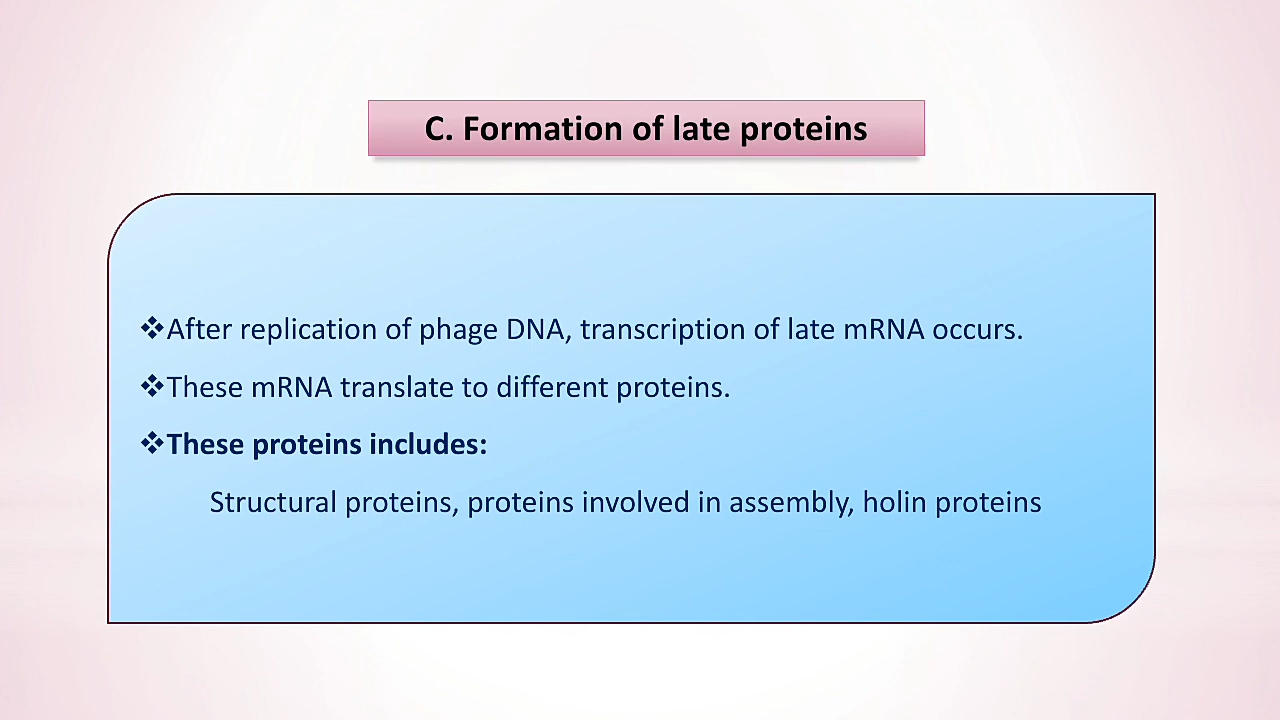 C. Formation of late proteins
❖After replication of phage DNA, transcription of late mRNA occurs.
❖These mRNA translate to different proteins.
❖These proteins includes:
Structural proteins, proteins involved in assembly, holin proteins